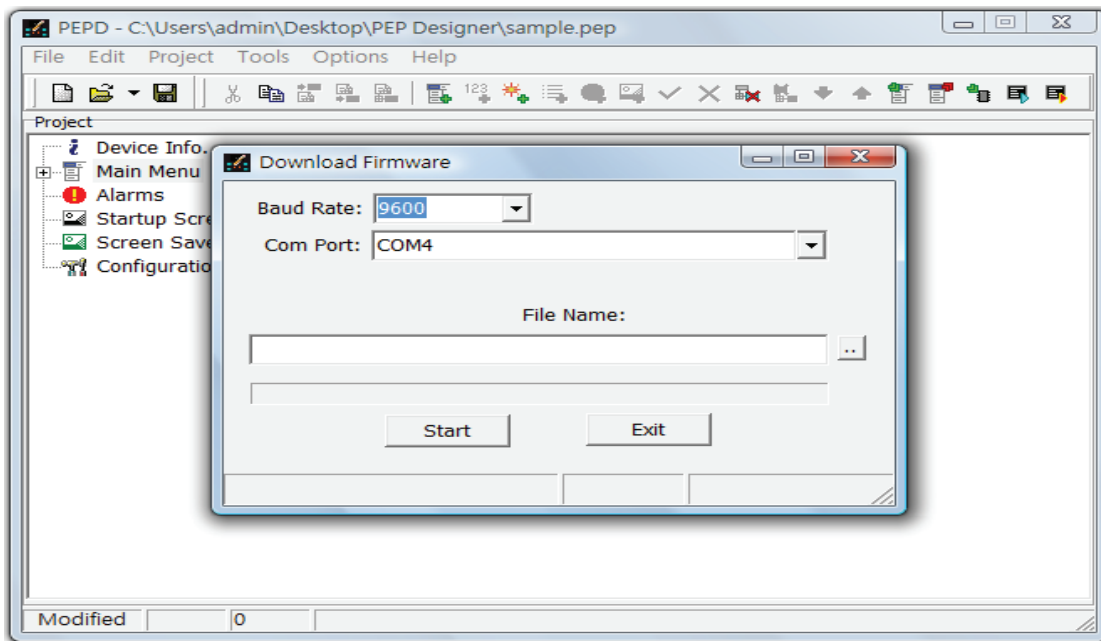 PEPD - C:\Users\admin\Desktop\PEP Designer\sample.pep
File Edit Project Tools Options Help
123
Project
Device Info.
Main Menu
Alarms
Startup Scre
Screen Save
Configuratio
Download Firmware
Baud Rate: 9600
Com Port: COM4
File Name:
..
Start Exit
Modified 0